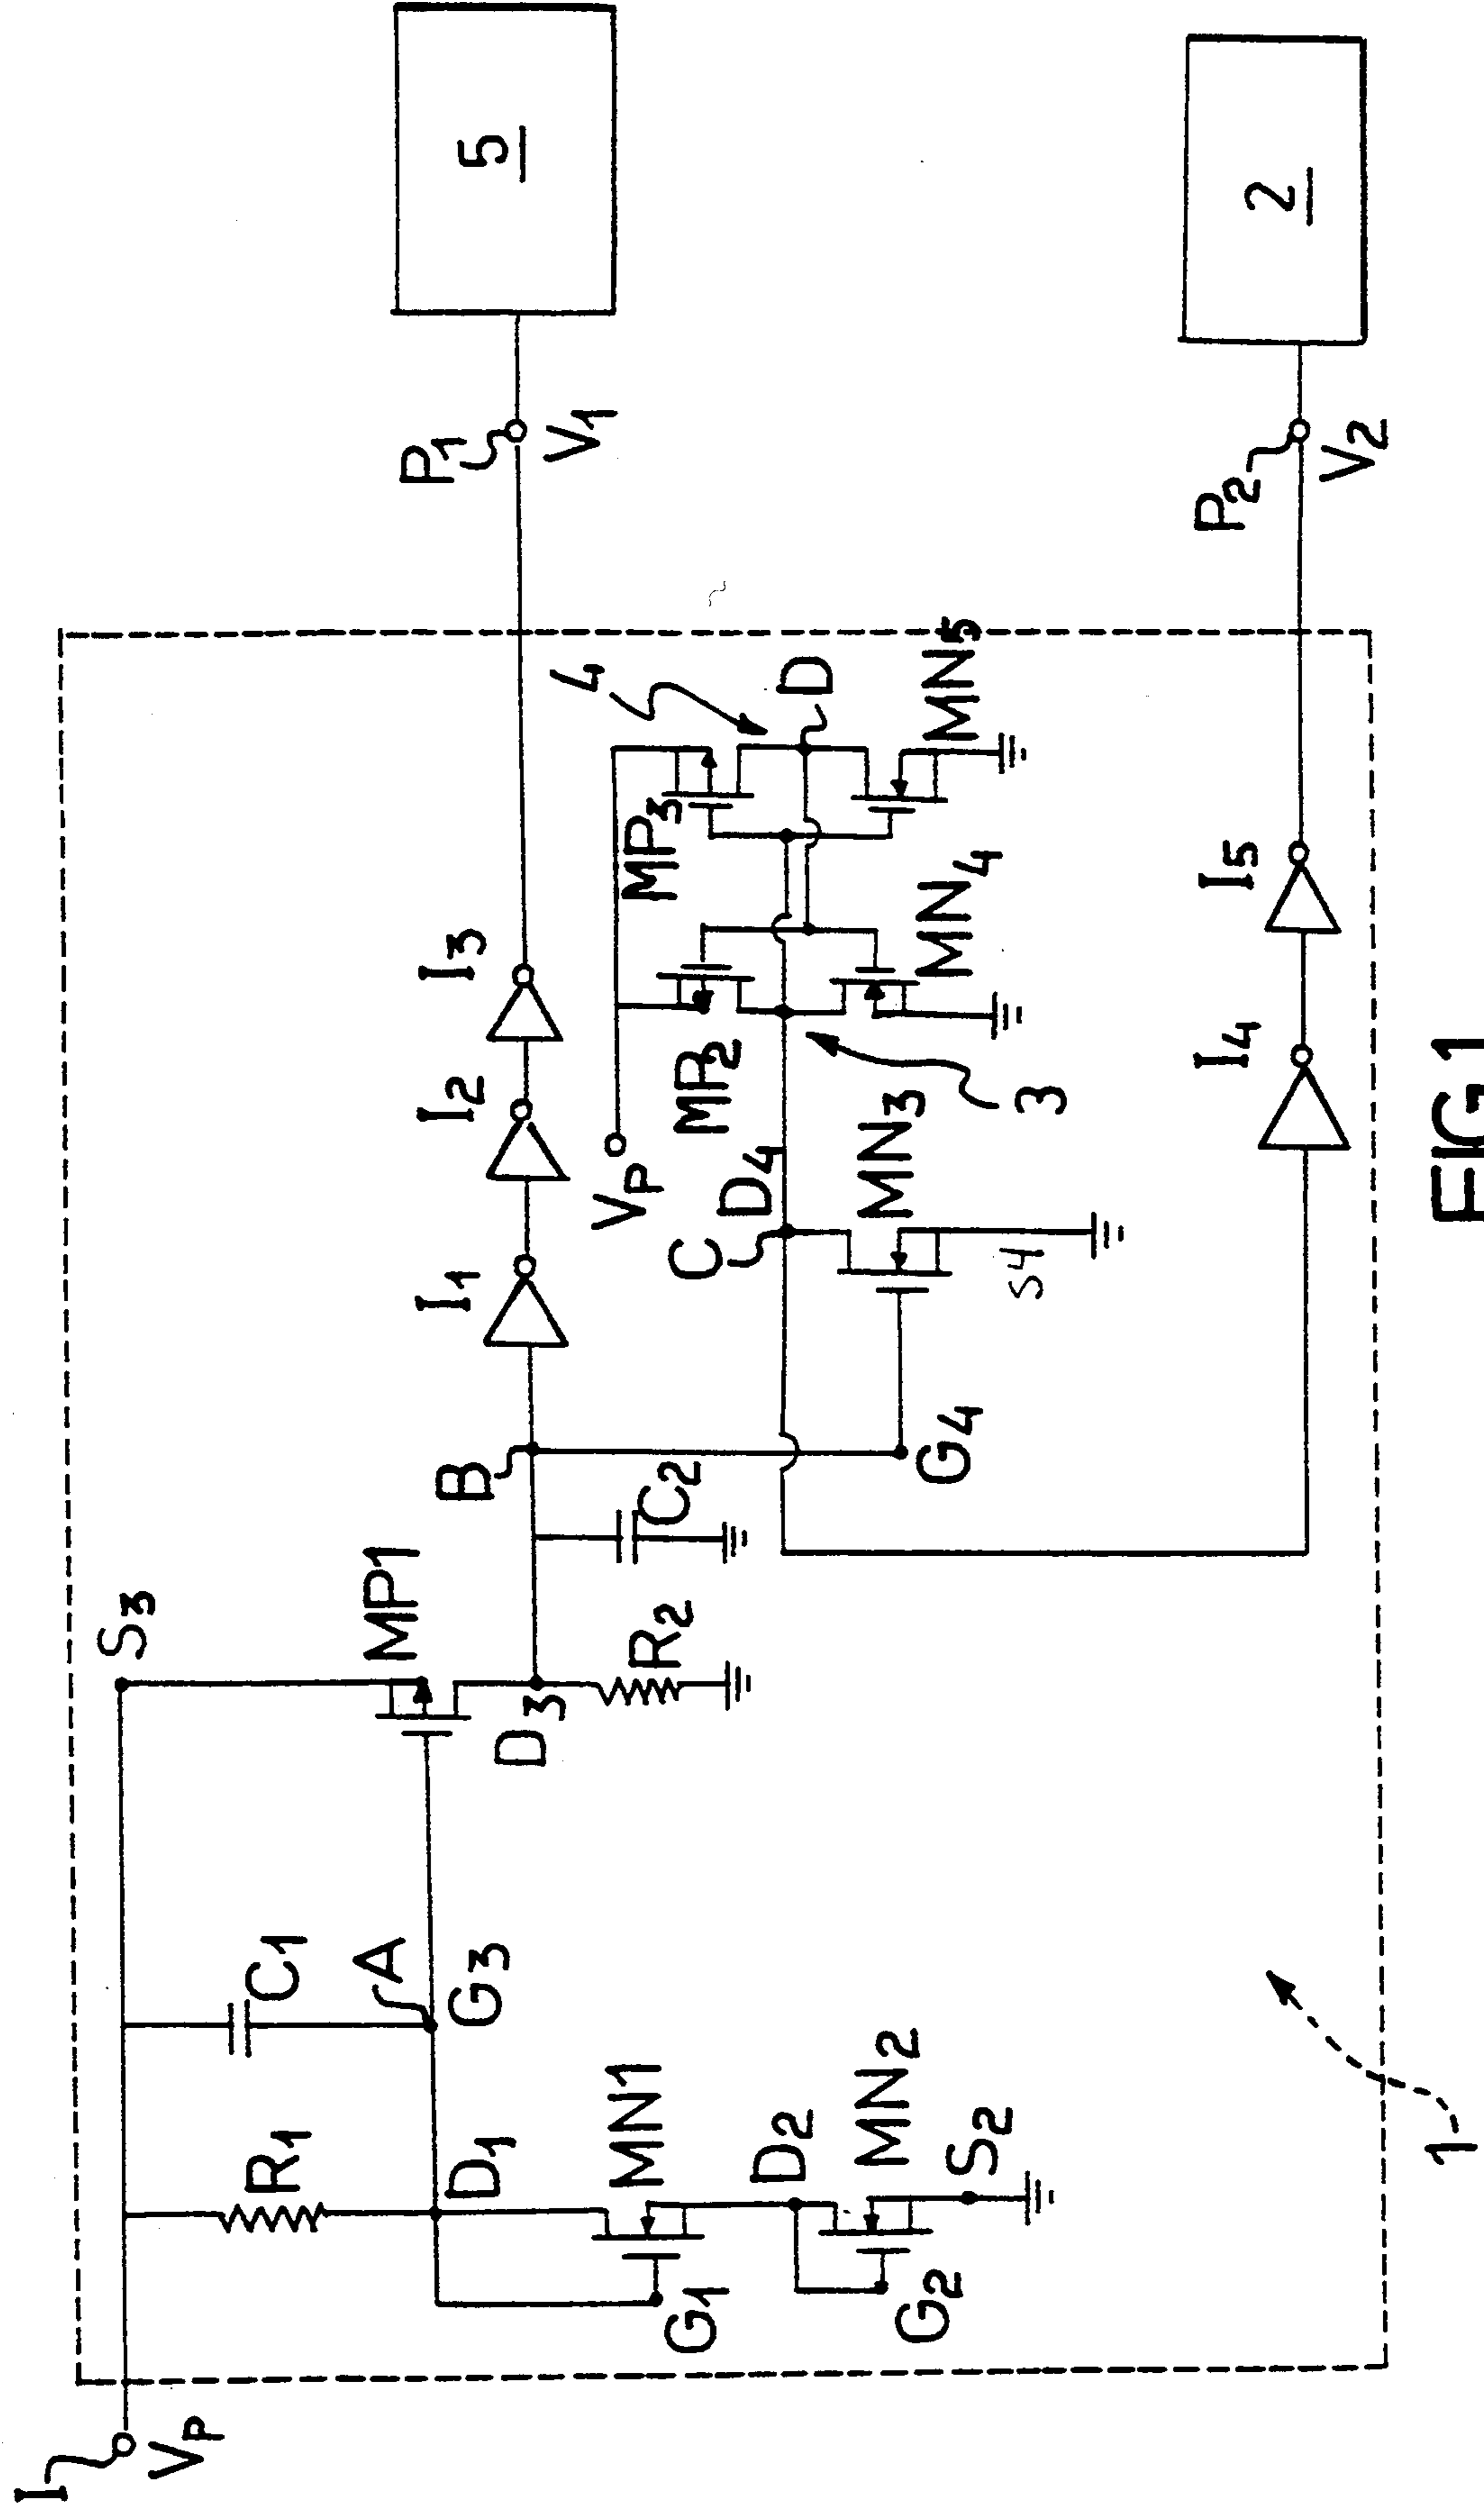 I
VP
S3
R1
C1
D1
A
G3
MP1
D3
G1
MN1
D2
G2
MN2
S2
R2
C2
B
I1
I2
I3
P1
V1
5
VP
MP3
4
MP2
D
C
D4
MN3
G4
S4
3
MN4
MN5
I4
I5
P2
V2
2
1
FIG.1